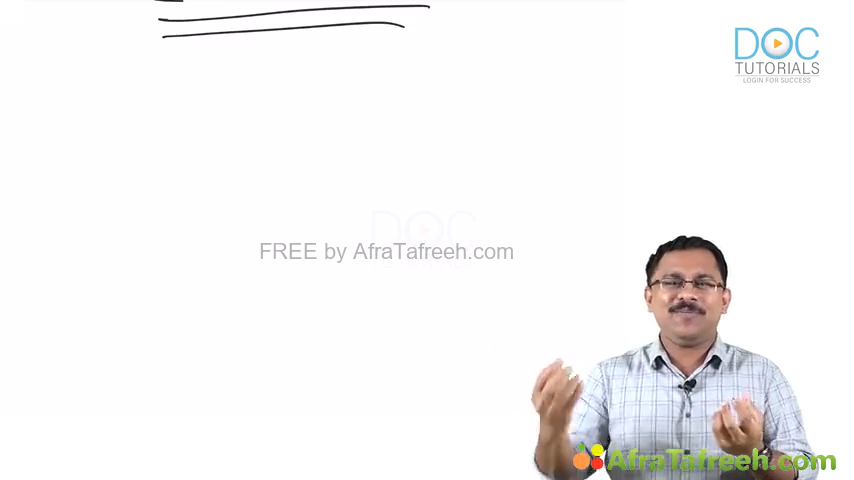 DOC
TUTORIALS
LOGIN FOR SUCCESS
FREE by AfraTafreeh.com
AfraTafreeh.com